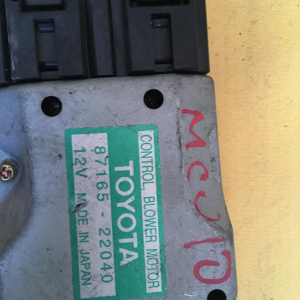 CONTROL, BLOWER MOTOR
TOYOTA
87165 - 22040
12V MADE IN JAPAN
MCU10